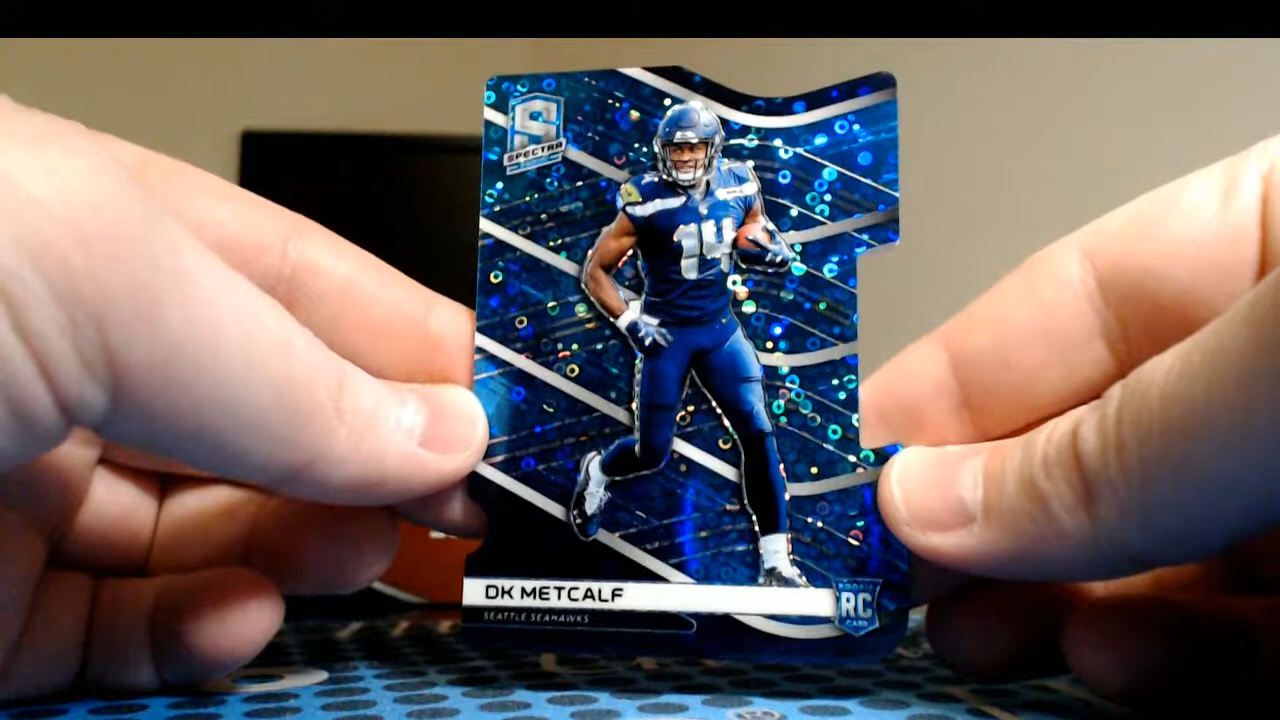 S
SPECTRA
14
DK METCALF
SEATTLE SEAHAWKS
ROOKIE
RC
CARD